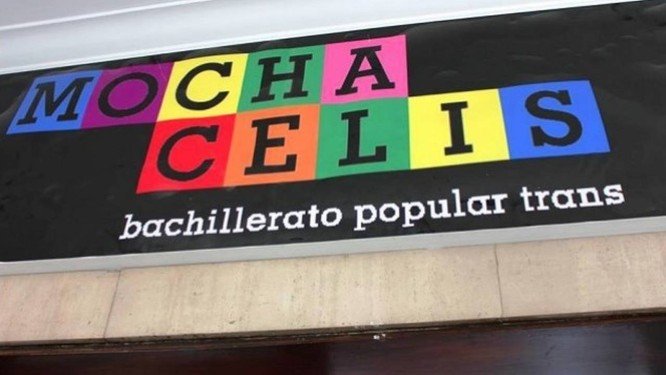 MOCHA
CELIS
bachillerato popular trans